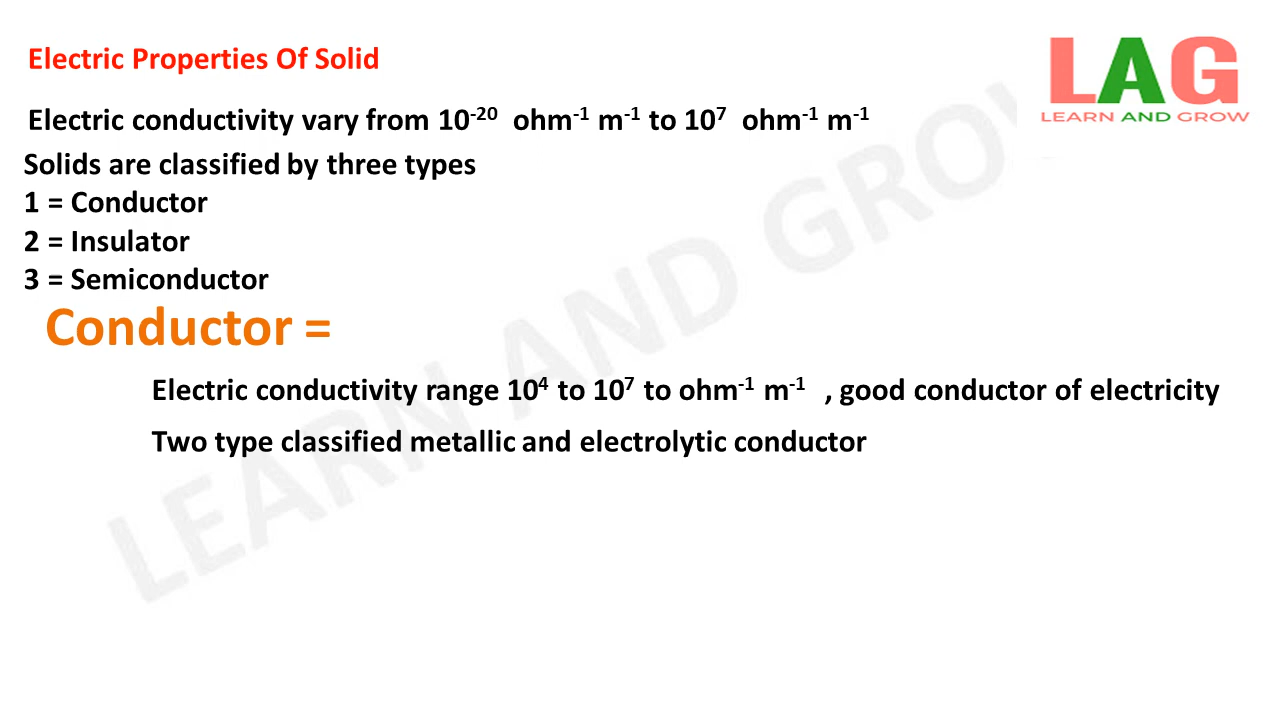 Electric Properties Of Solid
LAG
LEARN AND GROW
Electric conductivity vary from 10⁻²⁰ ohm⁻¹ m⁻¹ to 10⁷ ohm⁻¹ m⁻¹
Solids are classified by three types
1 = Conductor
2 = Insulator
3 = Semiconductor
Conductor =
Electric conductivity range 10⁴ to 10⁷ to ohm⁻¹ m⁻¹ , good conductor of electricity
Two type classified metallic and electrolytic conductor
LEARN AND GROW